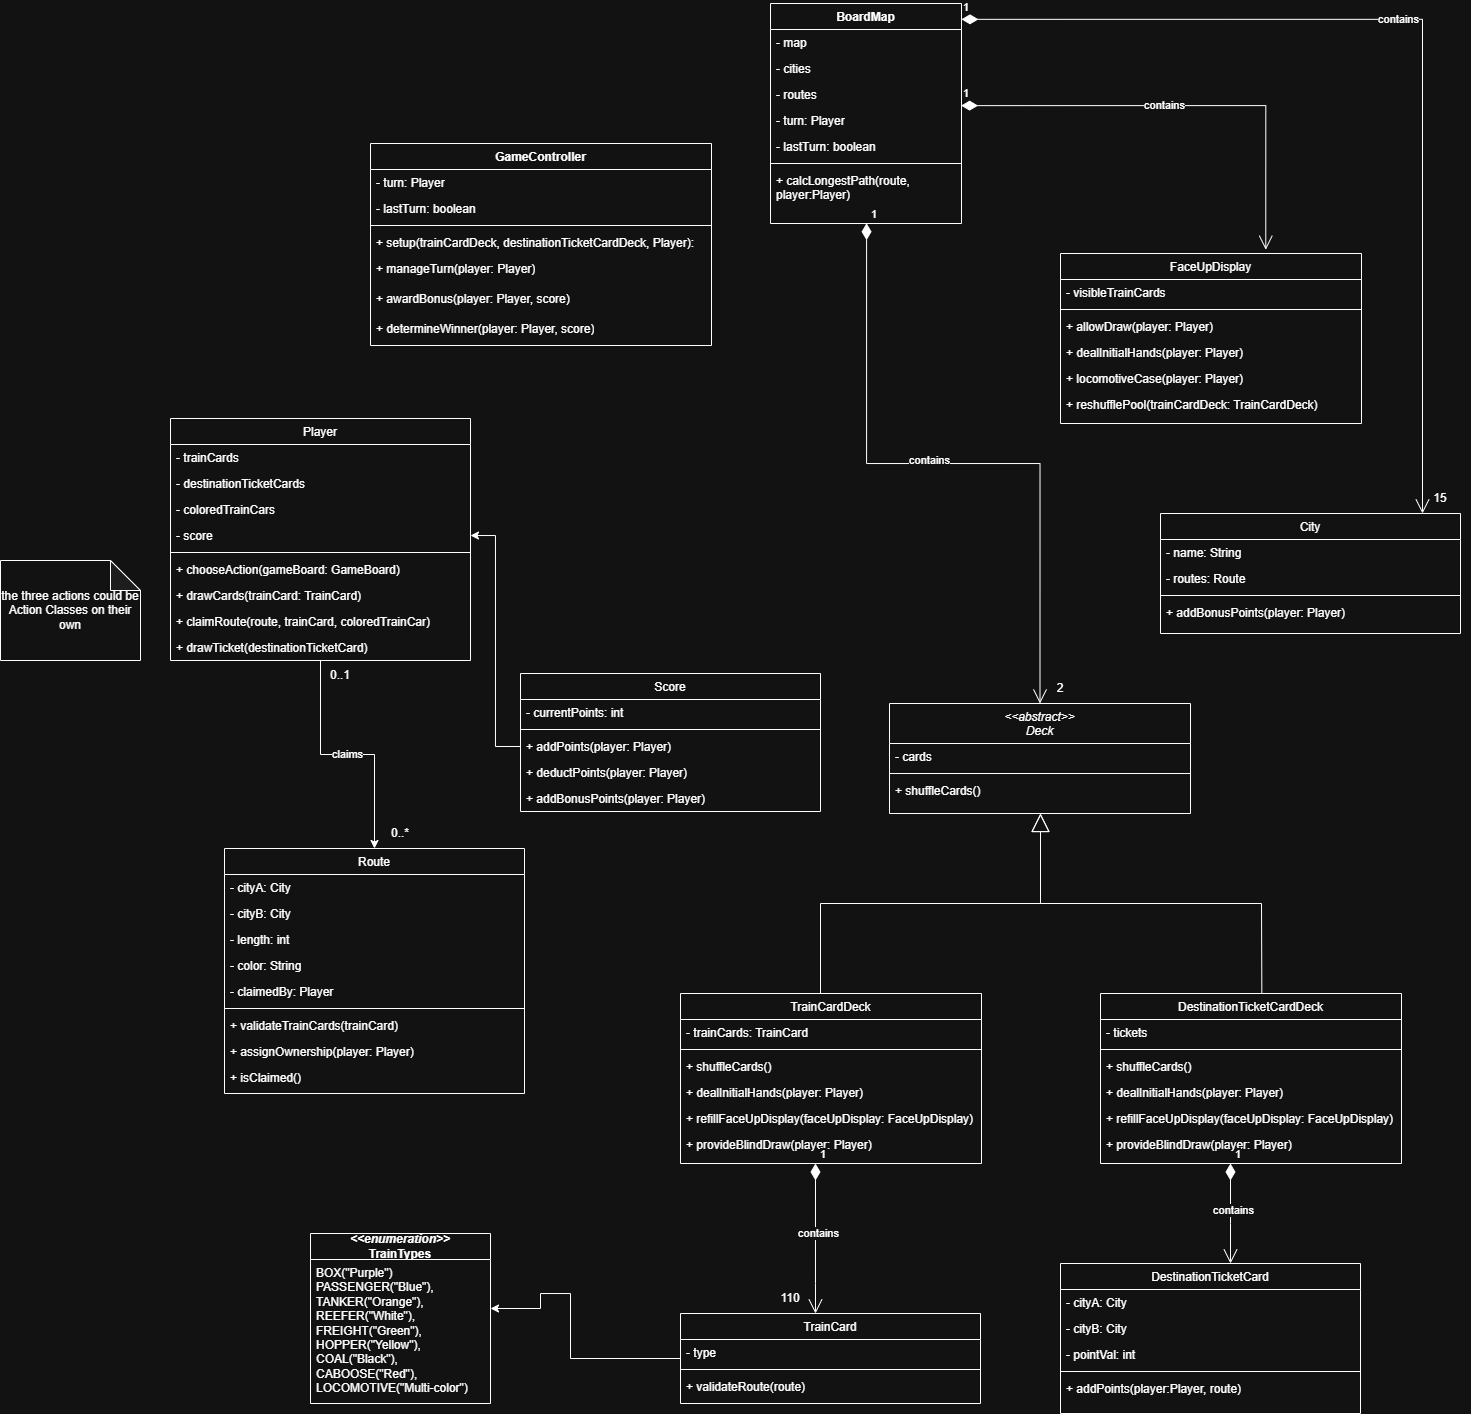 BoardMap
- map
- cities
- routes
- turn: Player
- lastTurn: boolean
+ calcLongestPath(route,
player:Player)
1
1
1
contains
contains
contains
GameController
- turn: Player
- lastTurn: boolean
+ setup(trainCardDeck, destinationTicketCardDeck, Player):
+ manageTurn(player: Player)
+ awardBonus(player: Player, score)
+ determineWinner(player: Player, score)
FaceUpDisplay
- visibleTrainCards
+ allowDraw(player: Player)
+ dealInitialHands(player: Player)
+ locomotiveCase(player: Player)
+ reshufflePool(trainCardDeck: TrainCardDeck)
Player
- trainCards
- destinationTicketCards
- coloredTrainCars
- score
+ chooseAction(gameBoard: GameBoard)
+ drawCards(trainCard: TrainCard)
+ claimRoute(route, trainCard, coloredTrainCar)
+ drawTicket(destinationTicketCard)
the three actions could be
Action Classes on their
own
15
City
- name: String
- routes: Route
+ addBonusPoints(player: Player)
0..1
claims
0..*
Score
- currentPoints: int
+ addPoints(player: Player)
+ deductPoints(player: Player)
+ addBonusPoints(player: Player)
2
<<abstract>>
Deck
- cards
+ shuffleCards()
Route
- cityA: City
- cityB: City
- length: int
- color: String
- claimedBy: Player
+ validateTrainCards(trainCard)
+ assignOwnership(player: Player)
+ isClaimed()
TrainCardDeck
- trainCards: TrainCard
+ shuffleCards()
+ dealInitialHands(player: Player)
+ refillFaceUpDisplay(faceUpDisplay: FaceUpDisplay)
+ provideBlindDraw(player: Player)
1
contains
110
DestinationTicketCardDeck
- tickets
+ shuffleCards()
+ dealInitialHands(player: Player)
+ refillFaceUpDisplay(faceUpDisplay: FaceUpDisplay)
+ provideBlindDraw(player: Player)
1
contains
<<enumeration>>
TrainTypes
BOX("Purple")
PASSENGER("Blue"),
TANKER("Orange"),
REEFER("White"),
FREIGHT("Green"),
HOPPER("Yellow"),
COAL("Black"),
CABOOSE("Red"),
LOCOMOTIVE("Multi-color")
TrainCard
- type
+ validateRoute(route)
DestinationTicketCard
- cityA: City
- cityB: City
- pointVal: int
+ addPoints(player:Player, route)